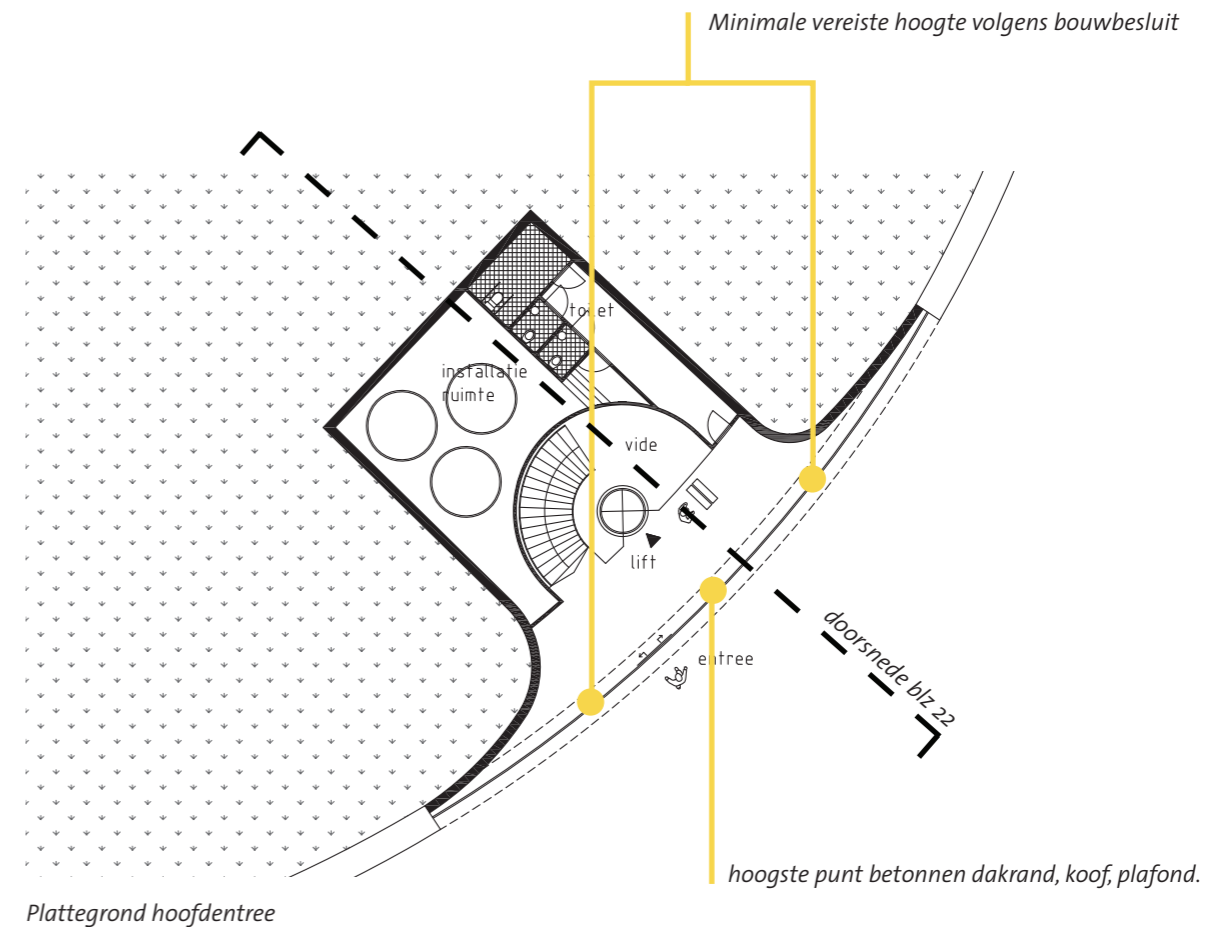 Minimale vereiste hoogte volgens bouwbesluit
toilet
installatie
ruimte
vide
lift
entree
doorsnede blz 22
hoogste punt betonnen dakrand, koof, plafond.
Plattegrond hoofdentree